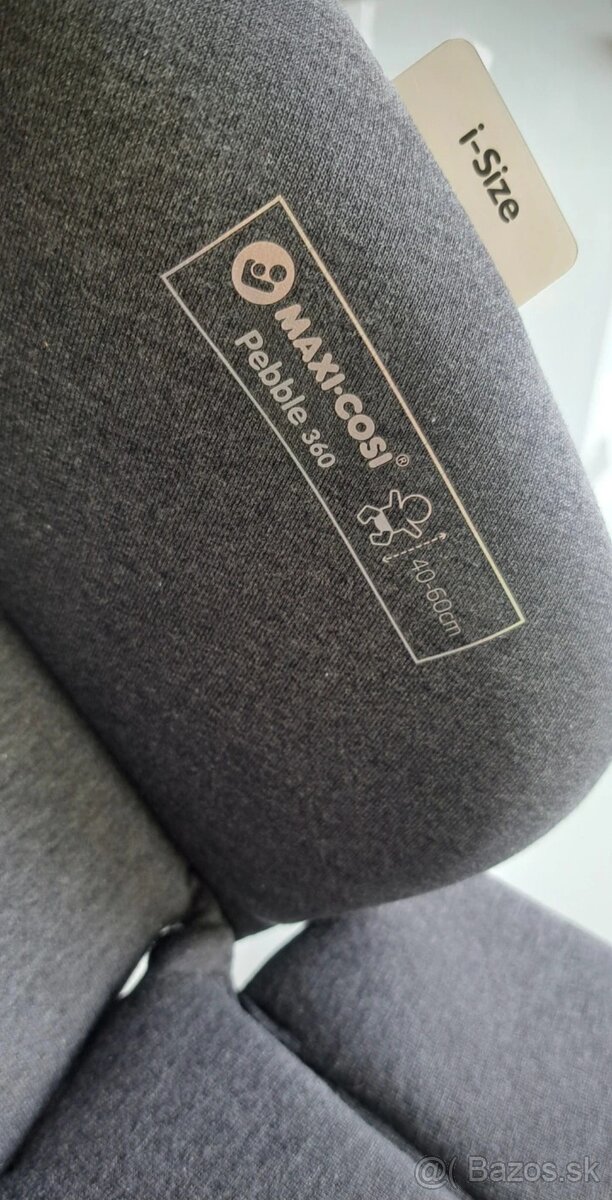 i-Size
MAXI-COSI®
Pebble 360
40-60cm
@( Bazos.sk